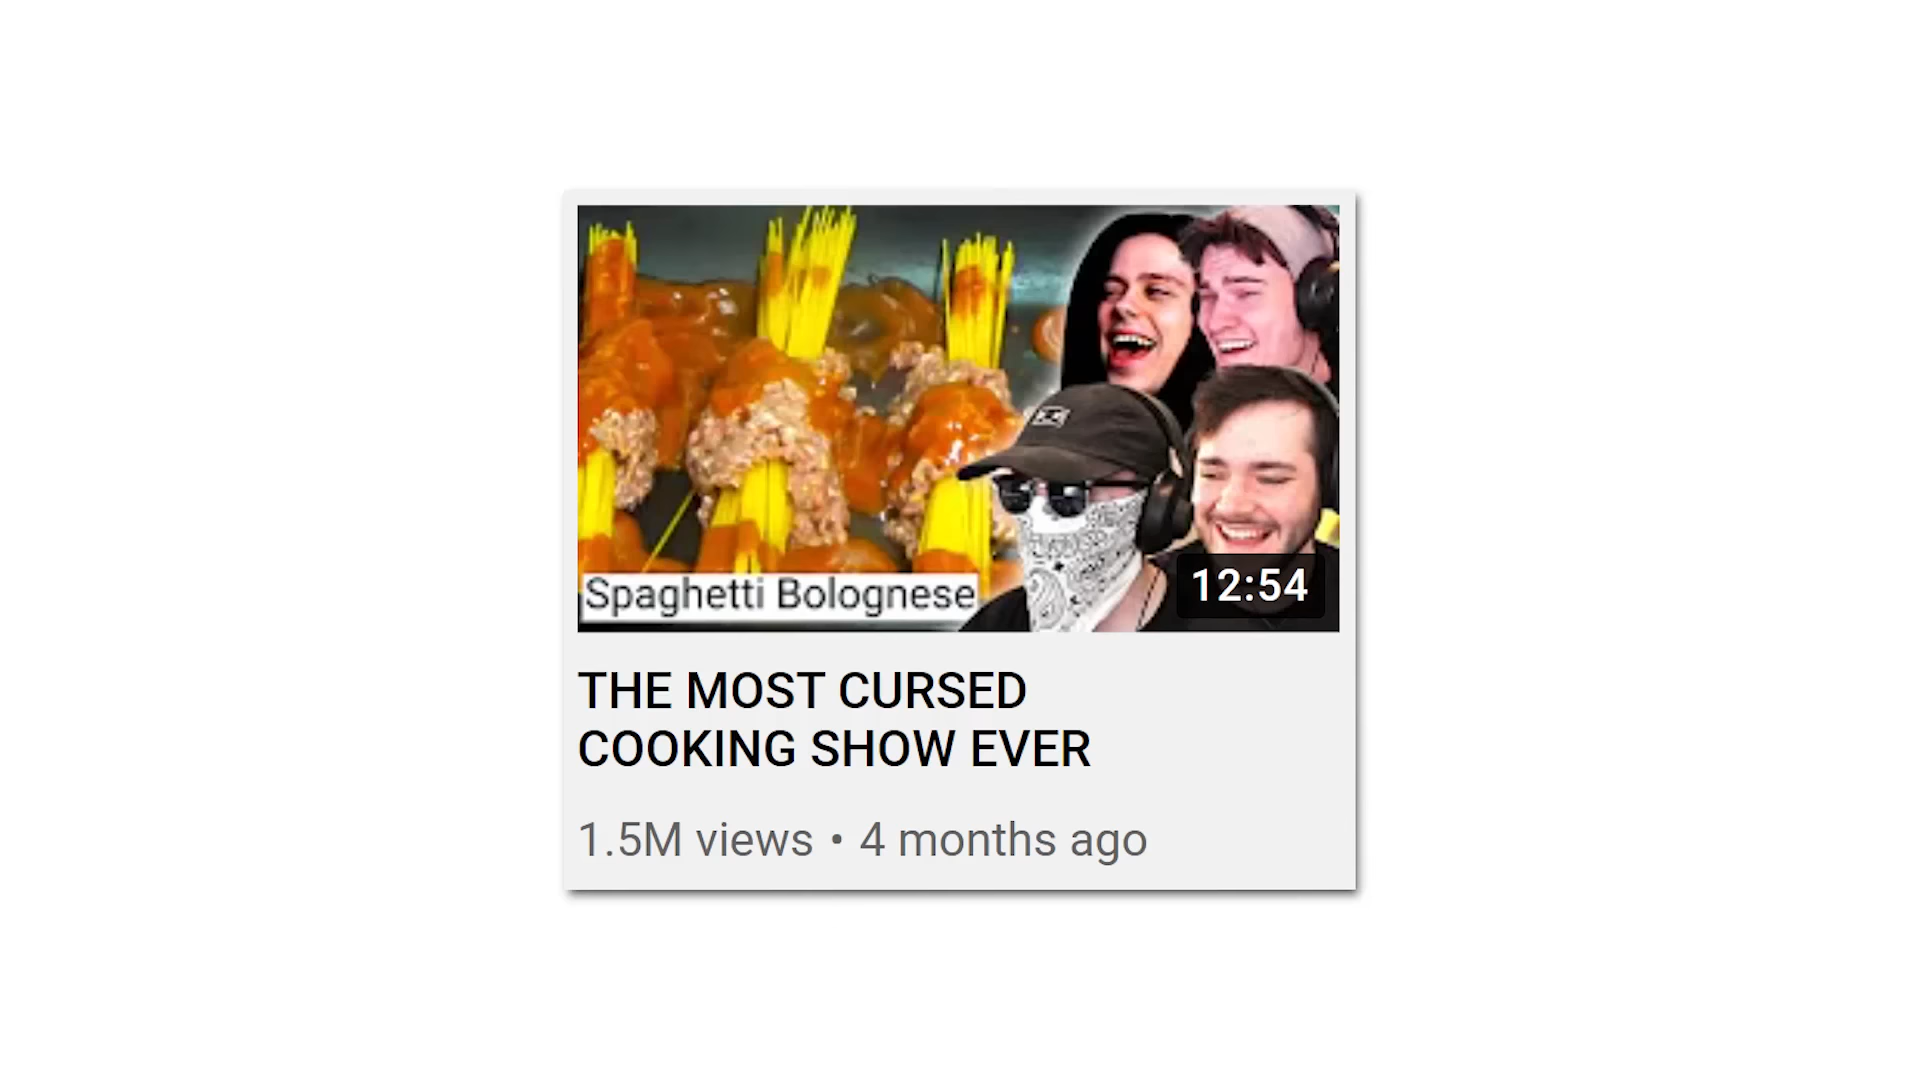 Spaghetti Bolognese
12:54
THE MOST CURSED
COOKING SHOW EVER
1.5M views • 4 months ago